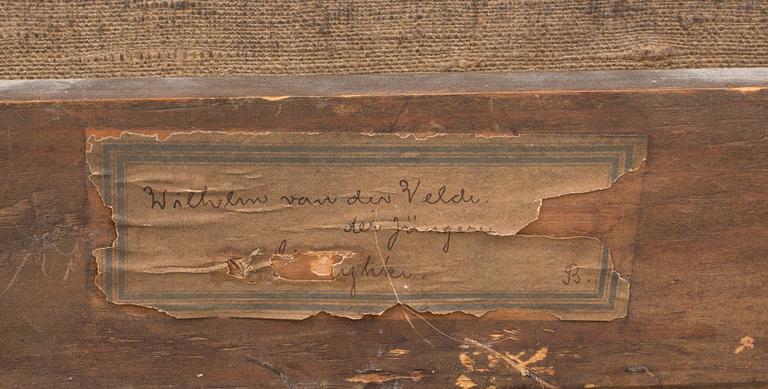 Wilhelm van der Velde.
der Jüngere
B.